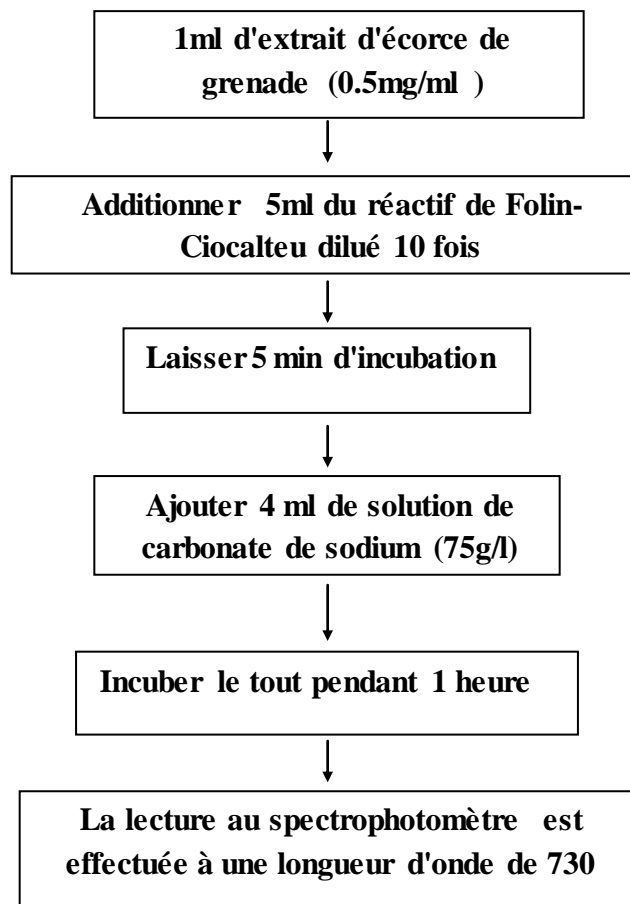 1ml d'extrait d'écorce de
grenade (0.5mg/ml )
Additionner 5ml du réactif de Folin-
Ciocalteu dilué 10 fois
Laisser 5 min d'incubation
Ajouter 4 ml de solution de
carbonate de sodium (75g/l)
Incuber le tout pendant 1 heure
La lecture au spectrophotomètre est
effectuée à une longueur d'onde de 730